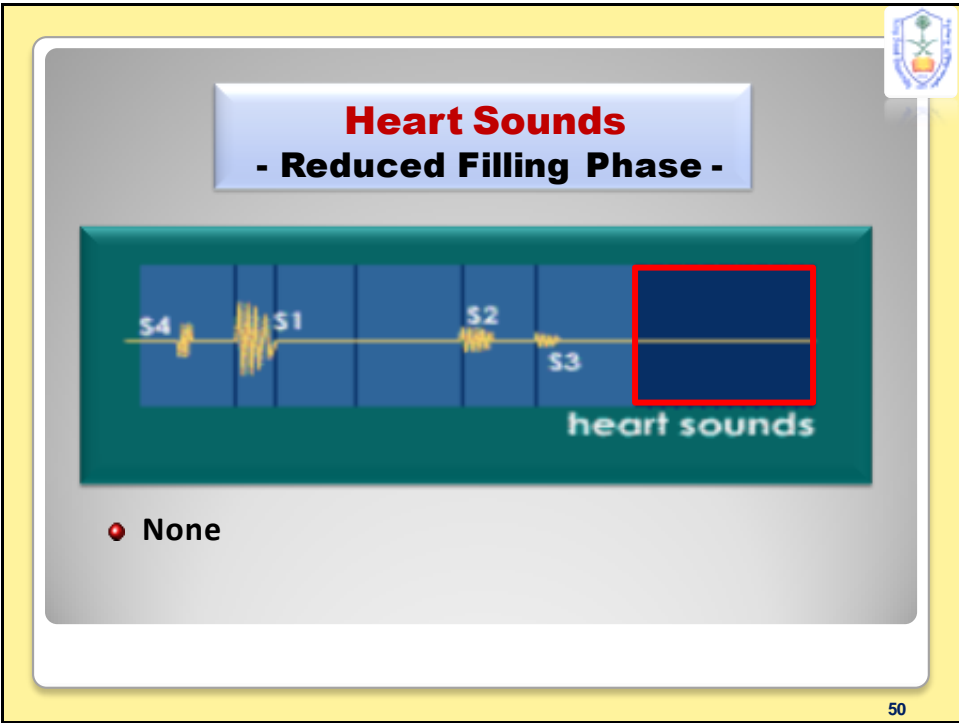 Heart Sounds
- Reduced Filling Phase -
S4
S1
S2
S3
heart sounds
None
50